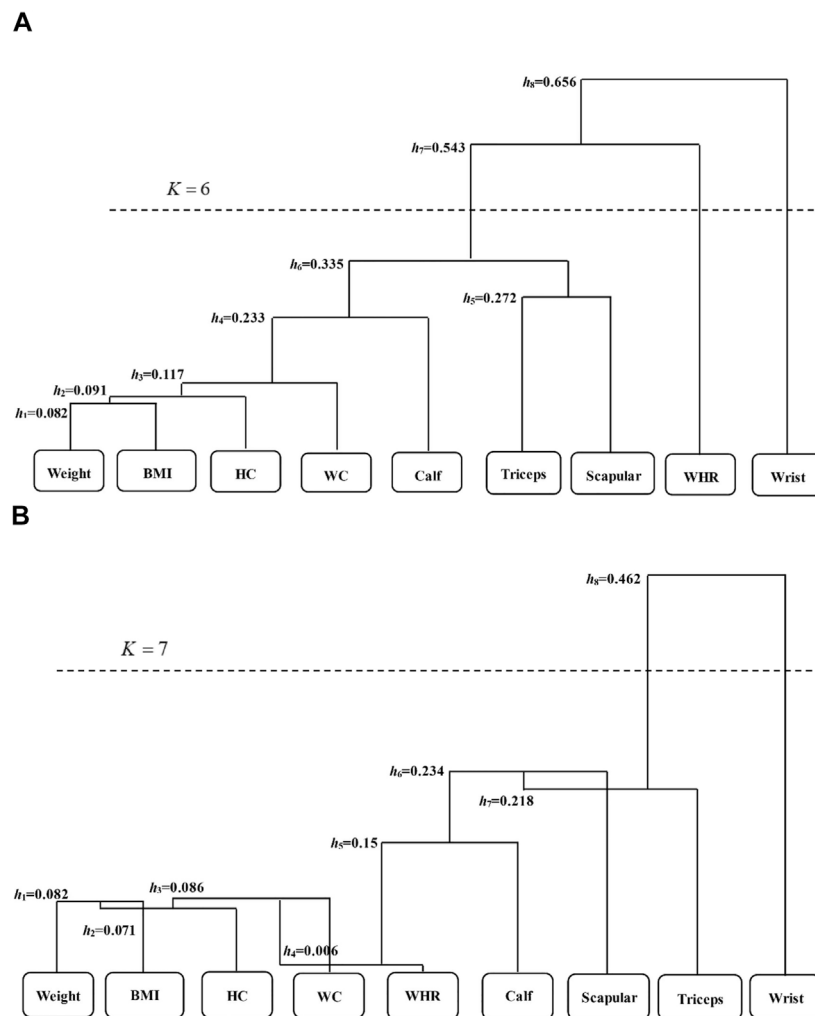 A
h₈=0.656
h₇=0.543
K = 6
h₆=0.335
h₅=0.272
h₄=0.233
h₃=0.117
h₂=0.091
h₁=0.082
Weight BMI HC WC Calf Triceps Scapular WHR Wrist
B
h₈=0.462
K = 7
h₆=0.234
h₇=0.218
h₅=0.15
h₃=0.086
h₁=0.082
h₂=0.071
h₄=0.006
Weight BMI HC WC WHR Calf Scapular Triceps Wrist